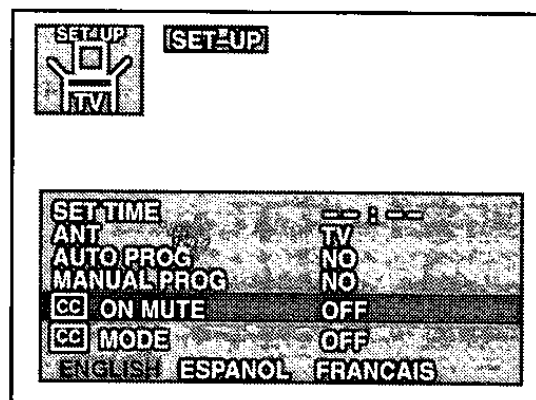 SET-UP
TV
SET-UP
SET TIME -- : --
ANT TV
AUTO PROG NO
MANUAL PROG NO
CC ON MUTE OFF
CC MODE OFF
ENGLISH ESPANOL FRANCAIS